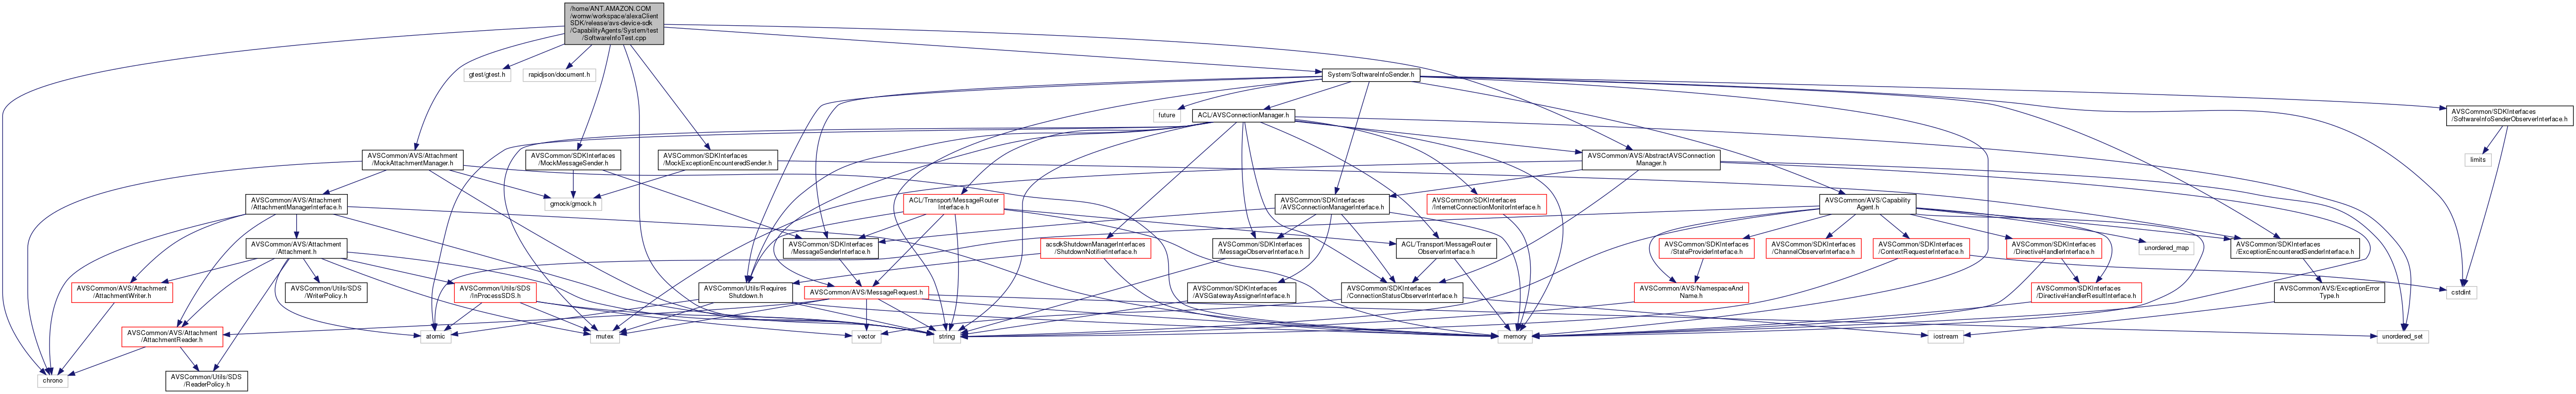 /home/ANT.AMAZON.COM
/womw/workspace/alexaClient
SDK/release/avs-device-sdk
/CapabilityAgents/System/test
/SoftwareInfoTest.cpp
gtest/gtest.h
rapidjson/document.h
System/SoftwareInfoSender.h
future
ACL/AVSConnectionManager.h
AVSCommon/SDKInterfaces
/SoftwareInfoSenderObserverInterface.h
AVSCommon/AVS/Attachment
/MockAttachmentManager.h
AVSCommon/SDKInterfaces
/MockMessageSender.h
AVSCommon/SDKInterfaces
/MockExceptionEncounteredSender.h
AVSCommon/AVS/AbstractAVSConnection
Manager.h
limits
AVSCommon/AVS/Attachment
/AttachmentManagerInterface.h
gmock/gmock.h
ACL/Transport/MessageRouter
Interface.h
AVSCommon/SDKInterfaces
/AVSConnectionManagerInterface.h
AVSCommon/SDKInterfaces
/InternetConnectionMonitorInterface.h
AVSCommon/AVS/Capability
Agent.h
AVSCommon/AVS/Attachment
/Attachment.h
AVSCommon/SDKInterfaces
/MessageSenderInterface.h
acsdkShutdownManagerInterfaces
/ShutdownNotifierInterface.h
AVSCommon/SDKInterfaces
/MessageObserverInterface.h
ACL/Transport/MessageRouter
ObserverInterface.h
AVSCommon/SDKInterfaces
/StateProviderInterface.h
AVSCommon/SDKInterfaces
/ChannelObserverInterface.h
AVSCommon/SDKInterfaces
/ContextRequesterInterface.h
AVSCommon/SDKInterfaces
/DirectiveHandlerInterface.h
unordered_map
AVSCommon/SDKInterfaces
/ExceptionEncounteredSenderInterface.h
AVSCommon/AVS/Attachment
/AttachmentWriter.h
AVSCommon/Utils/SDS
/WriterPolicy.h
AVSCommon/Utils/SDS
/InProcessSDS.h
AVSCommon/Utils/Requires
Shutdown.h
AVSCommon/AVS/MessageRequest.h
AVSCommon/SDKInterfaces
/AVSGatewayAssignerInterface.h
AVSCommon/SDKInterfaces
/ConnectionStatusObserverInterface.h
AVSCommon/AVS/NamespaceAnd
Name.h
AVSCommon/SDKInterfaces
/DirectiveHandlerResultInterface.h
AVSCommon/AVS/ExceptionError
Type.h
cstdint
AVSCommon/AVS/Attachment
/AttachmentReader.h
atomic
mutex
vector
string
memory
iostream
unordered_set
chrono
AVSCommon/Utils/SDS
/ReaderPolicy.h